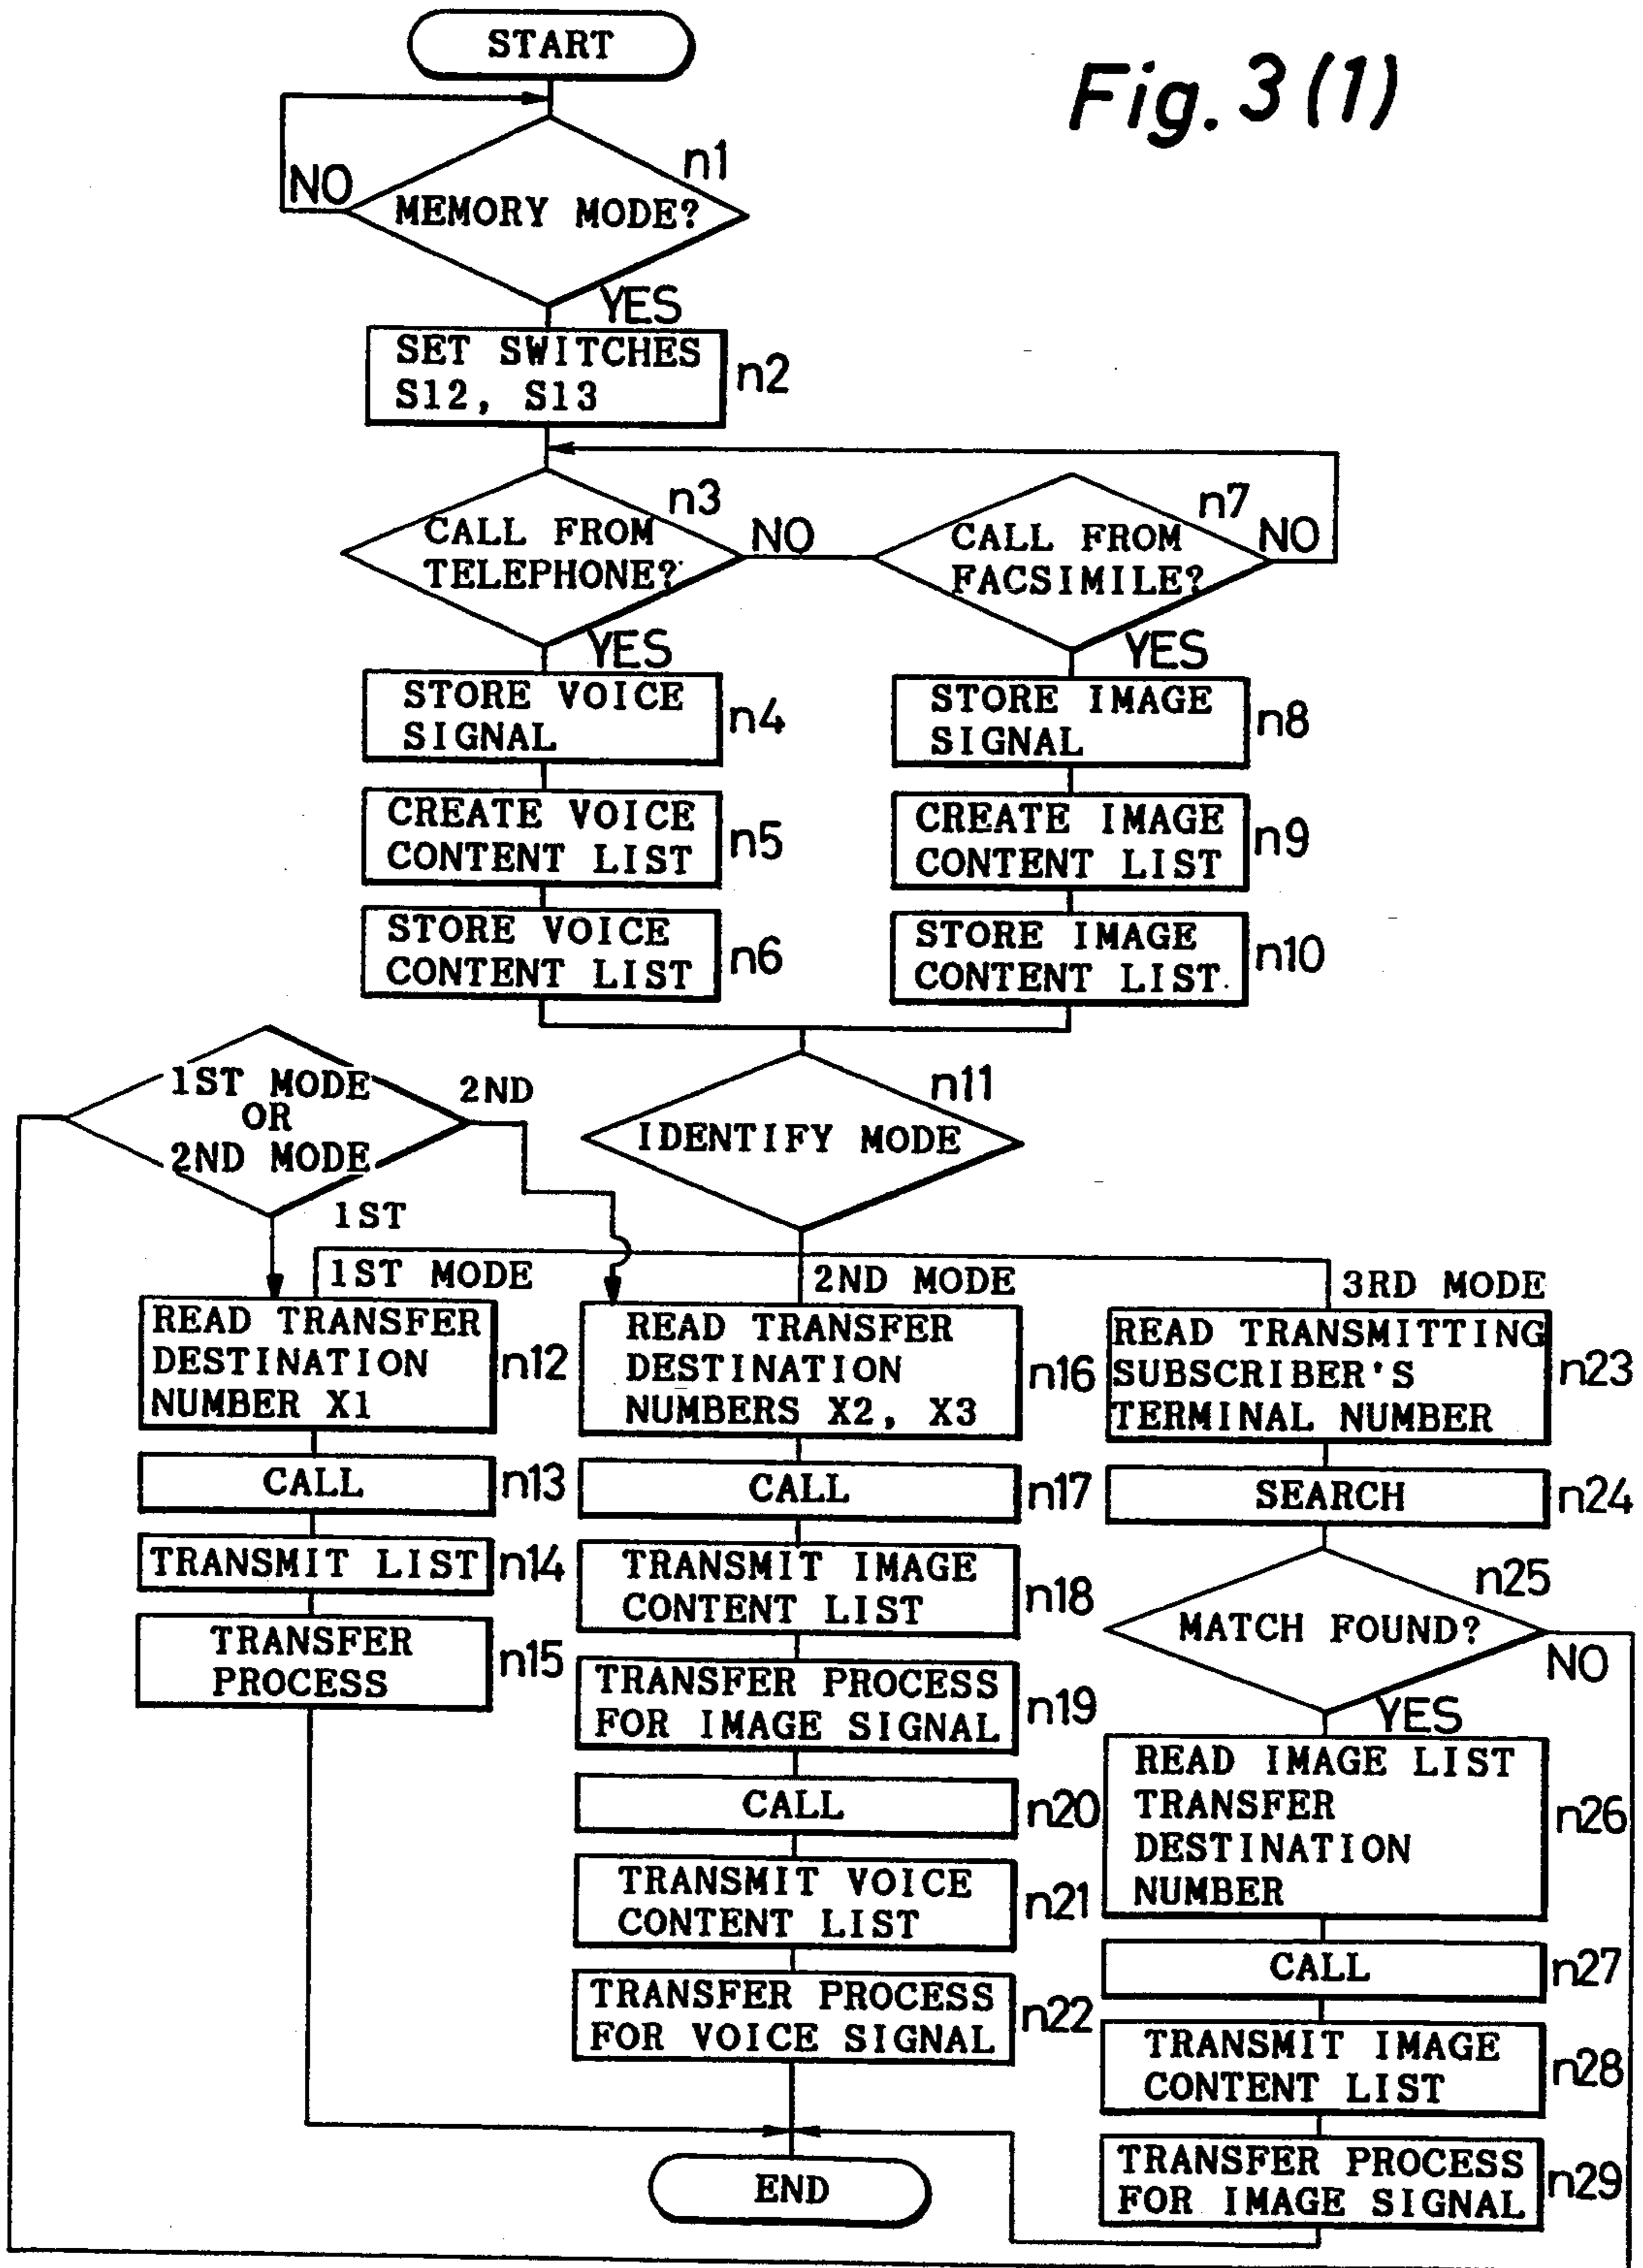 START
Fig. 3(1)
n1
NO
MEMORY MODE?
YES
SET SWITCHES
S12, S13
n2
n3
CALL FROM
TELEPHONE?
NO
n7
CALL FROM
FACSIMILE?
NO
YES
YES
STORE VOICE
SIGNAL
n4
STORE IMAGE
SIGNAL
n8
CREATE VOICE
CONTENT LIST
n5
CREATE IMAGE
CONTENT LIST
n9
STORE VOICE
CONTENT LIST
n6
STORE IMAGE
CONTENT LIST
n10
1ST MODE
OR
2ND MODE
2ND
1ST
n11
IDENTIFY MODE
1ST MODE
2ND MODE
3RD MODE
READ TRANSFER
DESTINATION
NUMBER X1
n12
READ TRANSFER
DESTINATION
NUMBERS X2, X3
n16
READ TRANSMITTING
SUBSCRIBER'S
TERMINAL NUMBER
n23
CALL
n13
CALL
n17
SEARCH
n24
TRANSMIT LIST
n14
TRANSMIT IMAGE
CONTENT LIST
n18
n25
MATCH FOUND?
NO
YES
TRANSFER
PROCESS
n15
TRANSFER PROCESS
FOR IMAGE SIGNAL
n19
READ IMAGE LIST
TRANSFER
DESTINATION
NUMBER
n26
CALL
n20
TRANSMIT VOICE
CONTENT LIST
n21
CALL
n27
TRANSFER PROCESS
FOR VOICE SIGNAL
n22
TRANSMIT IMAGE
CONTENT LIST
n28
TRANSFER PROCESS
FOR IMAGE SIGNAL
n29
END